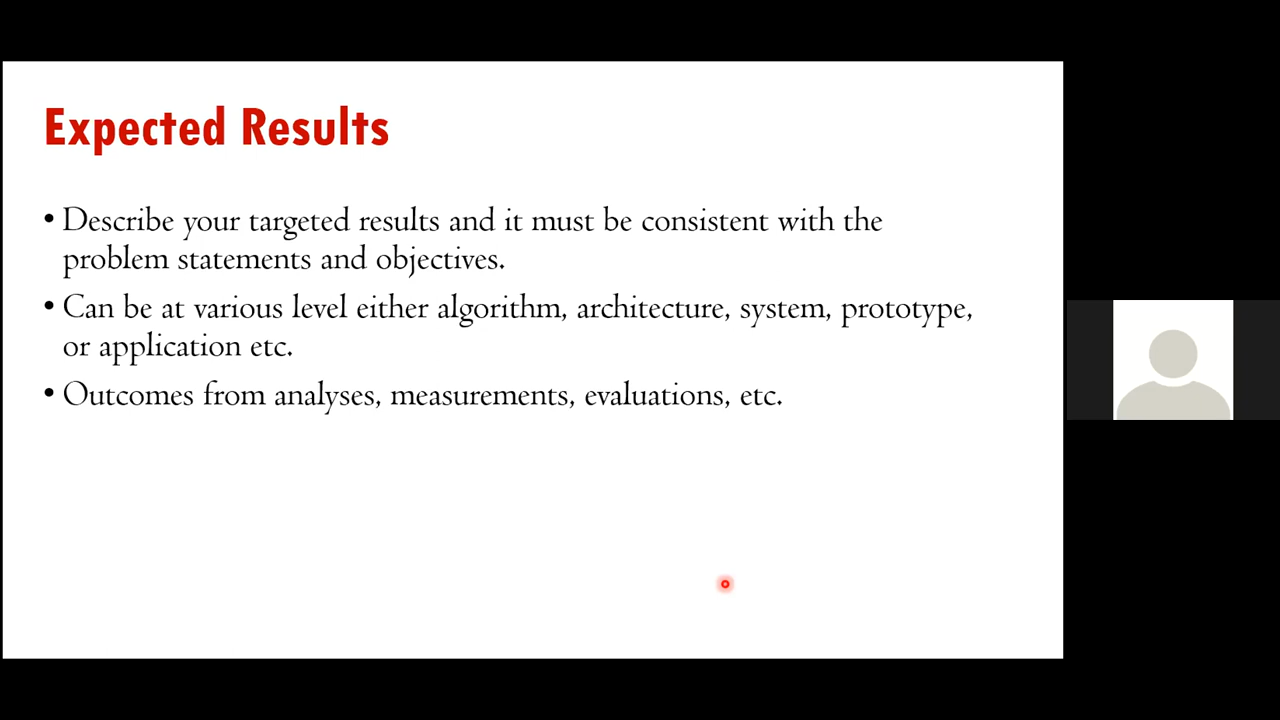 Expected Results
• Describe your targeted results and it must be consistent with the
problem statements and objectives.
• Can be at various level either algorithm, architecture, system, prototype,
or application etc.
• Outcomes from analyses, measurements, evaluations, etc.